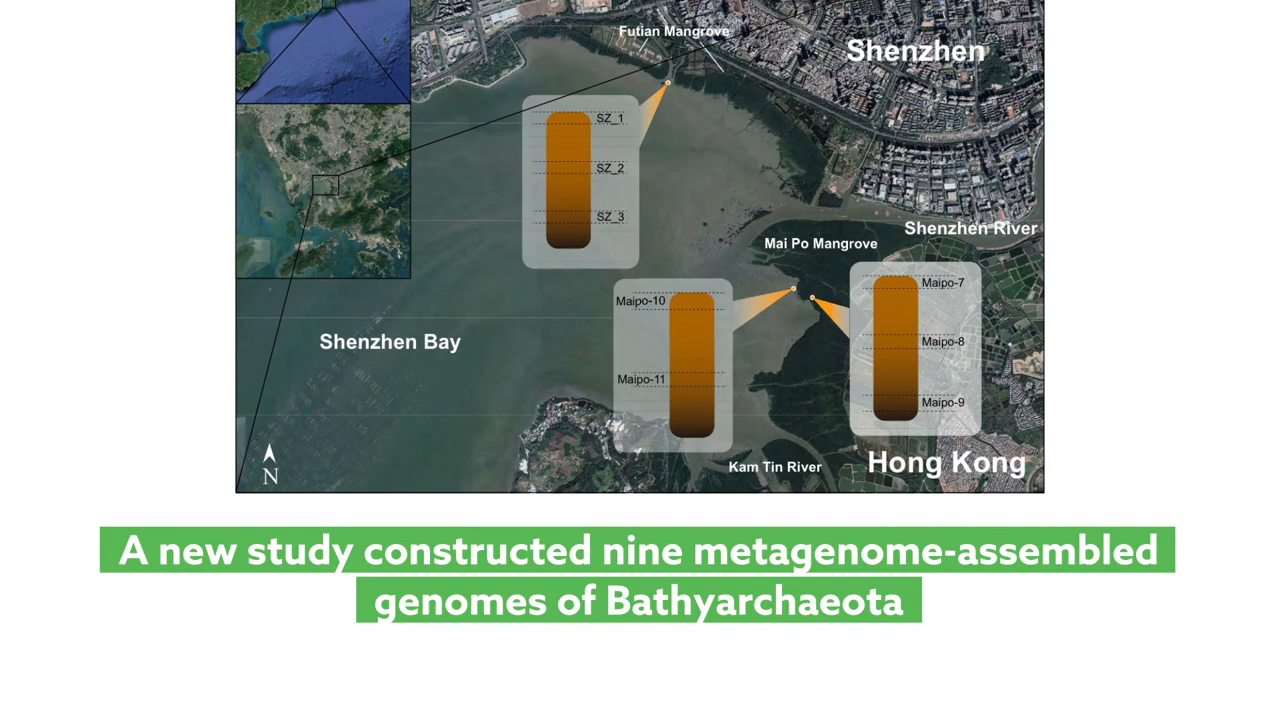 Futian Mangrove
Shenzhen
SZ_1
SZ_2
SZ_3
Shenzhen River
Mai Po Mangrove
Maipo-7
Maipo-10
Shenzhen Bay
Maipo-8
Maipo-11
Maipo-9
N
Kam Tin River
Hong Kong
A new study constructed nine metagenome-assembled
genomes of Bathyarchaeota